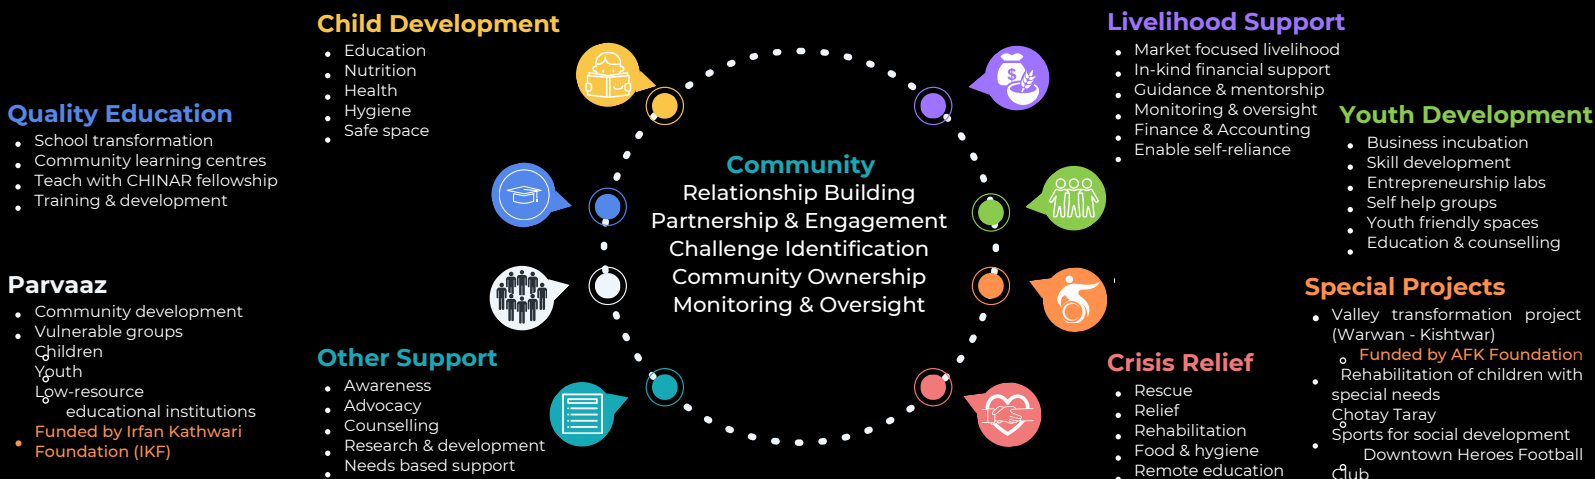 Child Development
Education
Nutrition
Health
Hygiene
Safe space
Quality Education
School transformation
Community learning centres
Teach with CHINAR fellowship
Training & development
Parvaaz
Community development
Vulnerable groups
Children
Youth
Low-resource
educational institutions
Funded by Irfan Kathwari
Foundation (IKF)
Other Support
Awareness
Advocacy
Counselling
Research & development
Needs based support
Community
Relationship Building
Partnership & Engagement
Challenge Identification
Community Ownership
Monitoring & Oversight
$
Livelihood Support
Market focused livelihood
In-kind financial support
Guidance & mentorship
Monitoring & oversight
Finance & Accounting
Enable self-reliance
Youth Development
Business incubation
Skill development
Entrepreneurship labs
Self help groups
Youth friendly spaces
Education & counselling
Special Projects
Valley transformation project
(Warwan - Kishtwar)
Funded by AFK Foundation
Rehabilitation of children with
special needs
Chotay Taray
Sports for social development
Downtown Heroes Football
Club
Crisis Relief
Rescue
Relief
Rehabilitation
Food & hygiene
Remote education